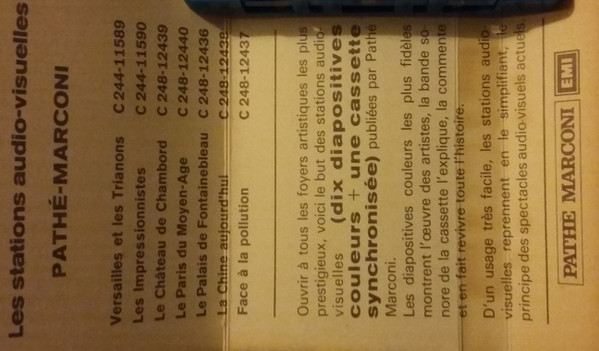 Les stations audio-visuelles
PATHÉ-MARCONI
Versailles et les Trianons C 244-11589
Les Impressionnistes C 244-11590
Le Château de Chambord C 248-12439
Le Paris du Moyen-Age C 248-12440
Le Palais de Fontainebleau C 248-12436
La Chine aujourd'hui C 248-12438
Face à la pollution C 248-12437
Ouvrir à tous les foyers artistiques les plus
prestigieux, voici le but des stations audio-
visuelles (dix diapositives
couleurs + une cassette
synchronisée) publiées par Pathé
Marconi.
Les diapositives couleurs les plus fidèles
montrent l'œuvre des artistes, la bande so-
nore de la cassette l'explique, la commente
et en fait revivre toute l'histoire.
D'un usage très facile, les stations audio-
visuelles reprennent en le simplifiant, le
principe des spectacles audio-visuels actuels.
PATHE MARCONI EMI